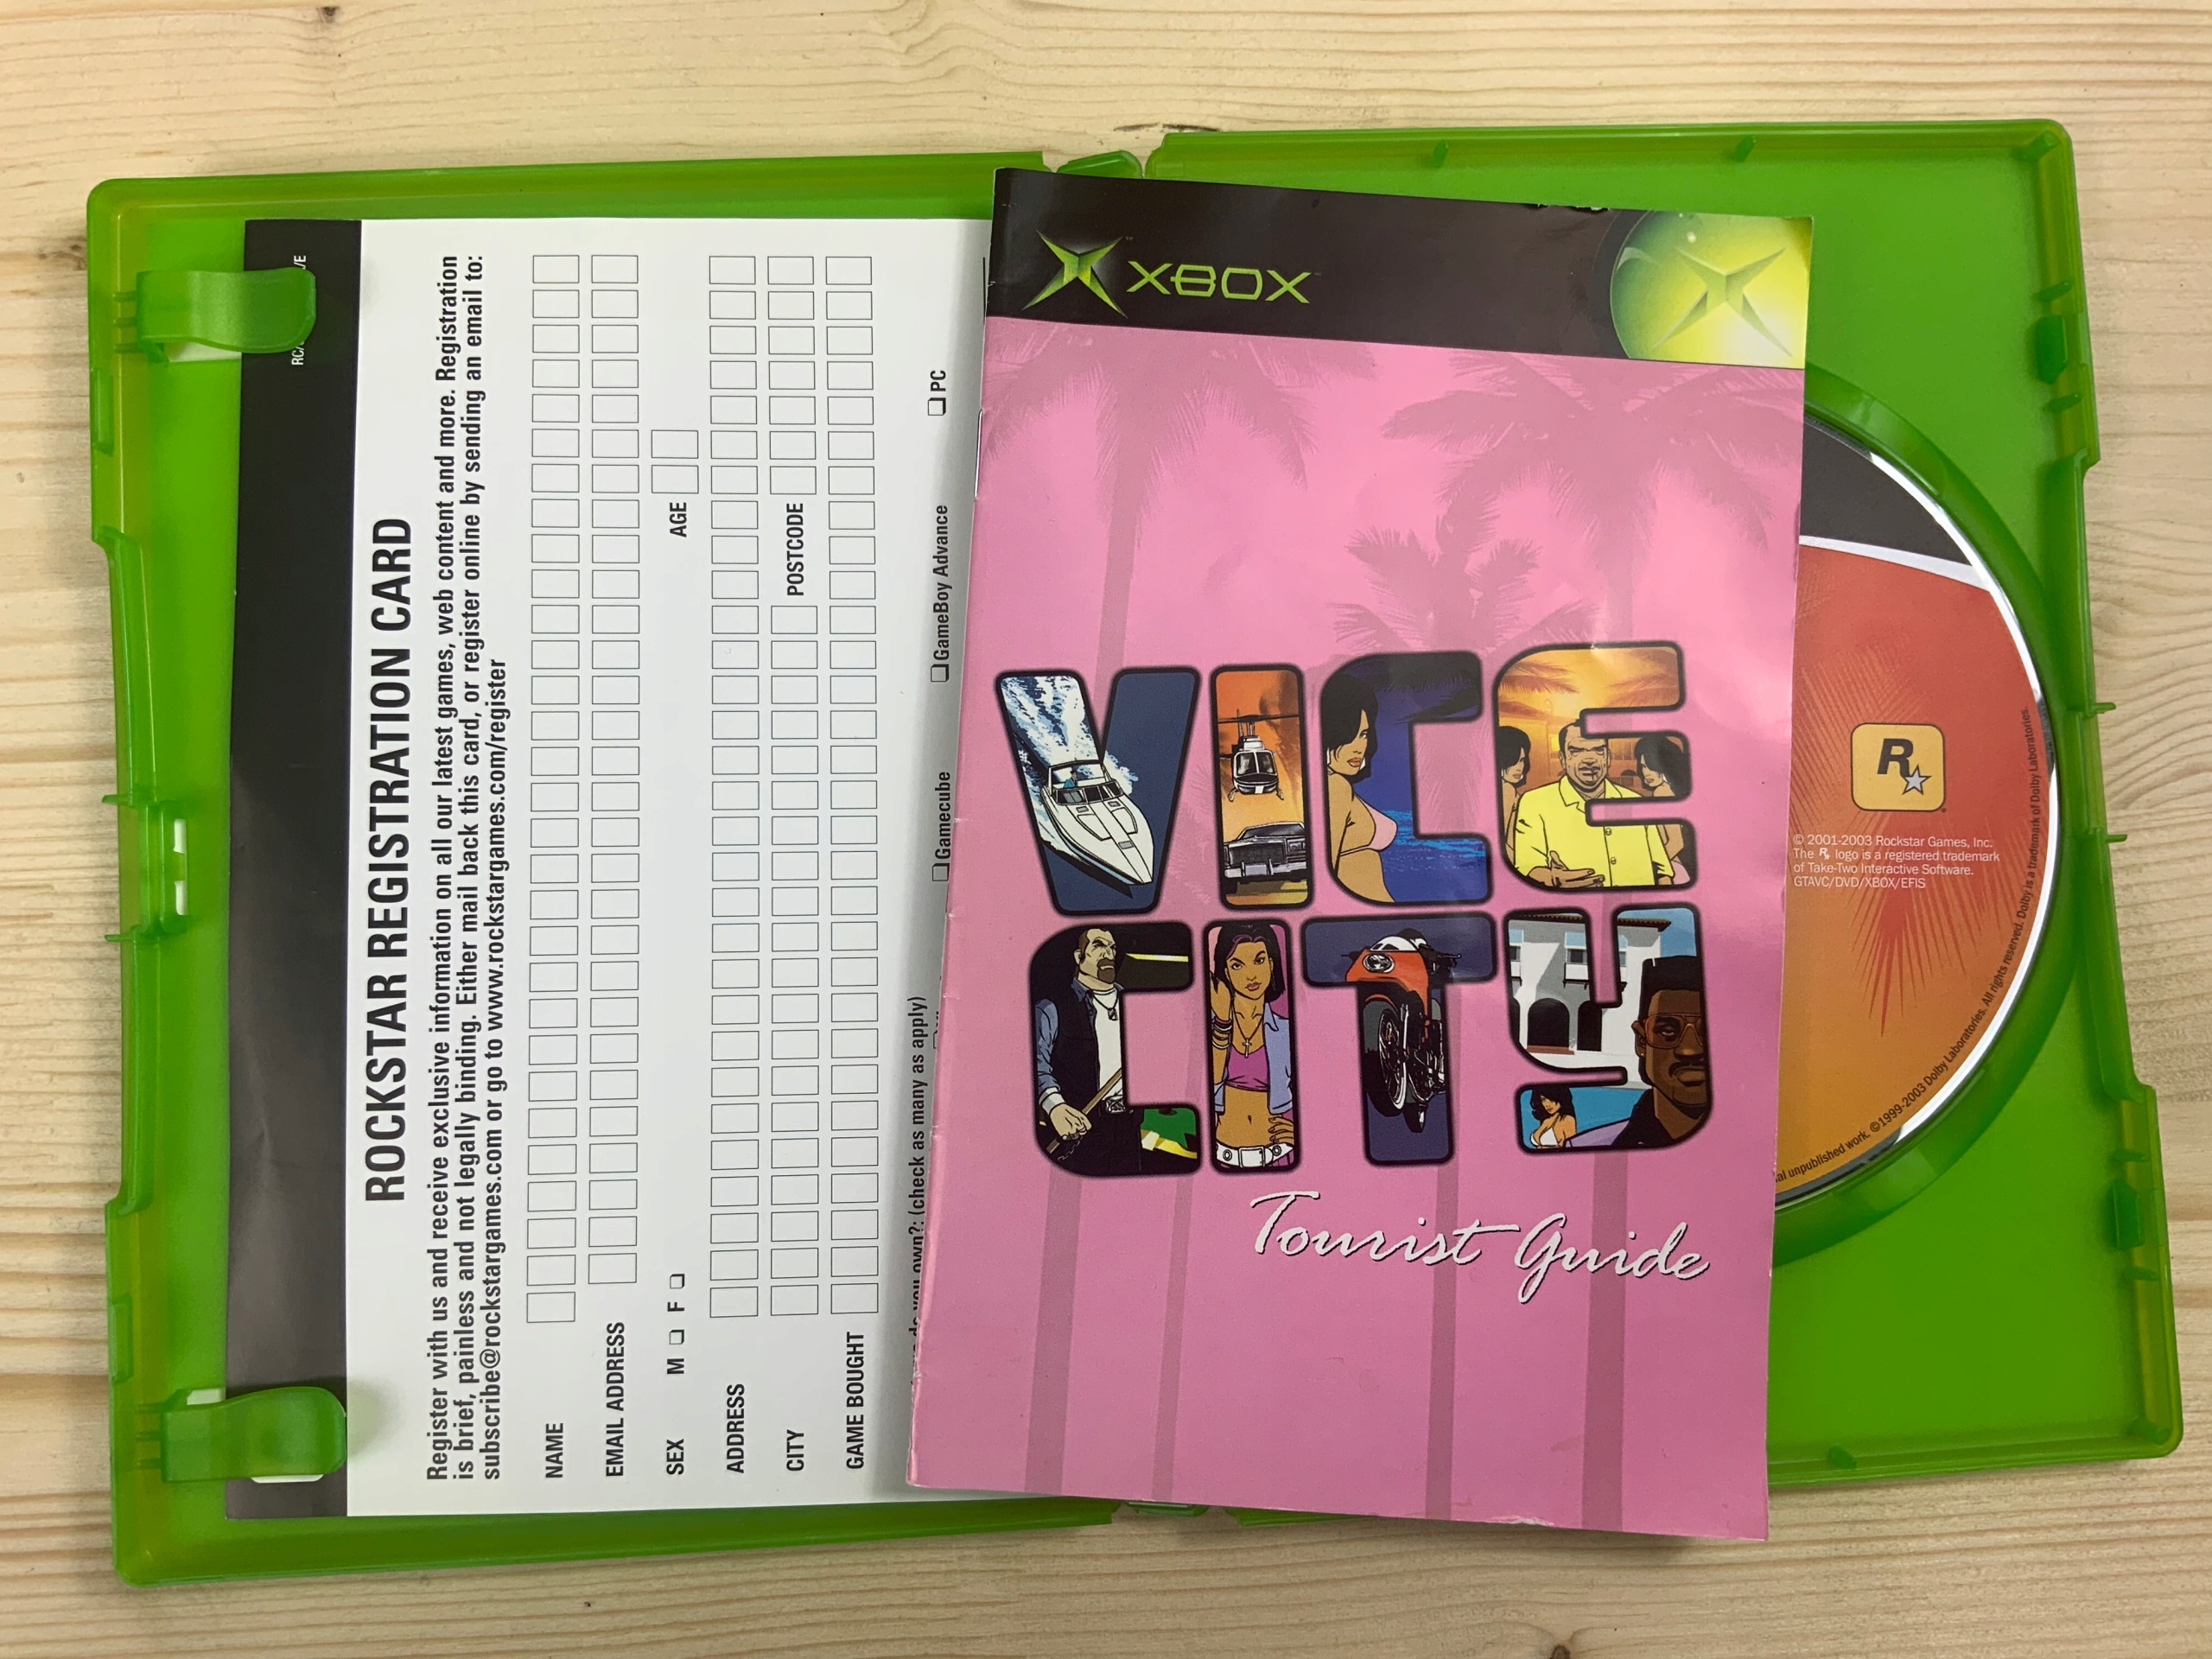 ROCKSTAR REGISTRATION CARD
Register with us and receive exclusive information on all our latest games, web content and more. Registration
is brief, painless and not legally binding. Either mail back this card, or register online by sending an email to:
subscribe@rockstargames.com or go to www.rockstargames.com/register
NAME
EMAIL ADDRESS
SEX M F AGE
ADDRESS
CITY POSTCODE
GAME BOUGHT
do you own?: (check as many as apply)
Gamecube GameBoy Advance PC
XBOX
VICE
CITY
Tourist Guide
R
© 2001-2003 Rockstar Games, Inc.
The R logo is a registered trademark
of Take-Two Interactive Software.
GTAVC/DVD/XBOX/EFIS
unpublished work. ©1999-2003 Dolby Laboratories. All rights reserved. Dolby is a trademark of Dolby Laboratories.